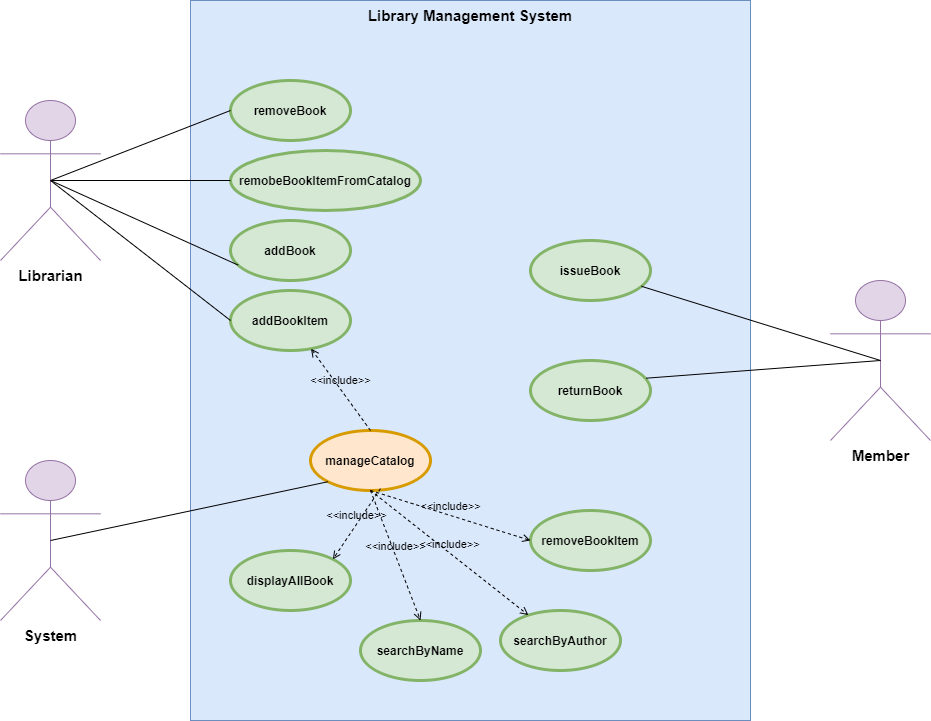 Library Management System
removeBook
remobeBookItemFromCatalog
addBook
Librarian
issueBook
addBookItem
<<include>>
returnBook
manageCatalog
Member
<<include>>
<<include>>
removeBookItem
<<include>>
<<include>>
displayAllBook
System
searchByName
searchByAuthor